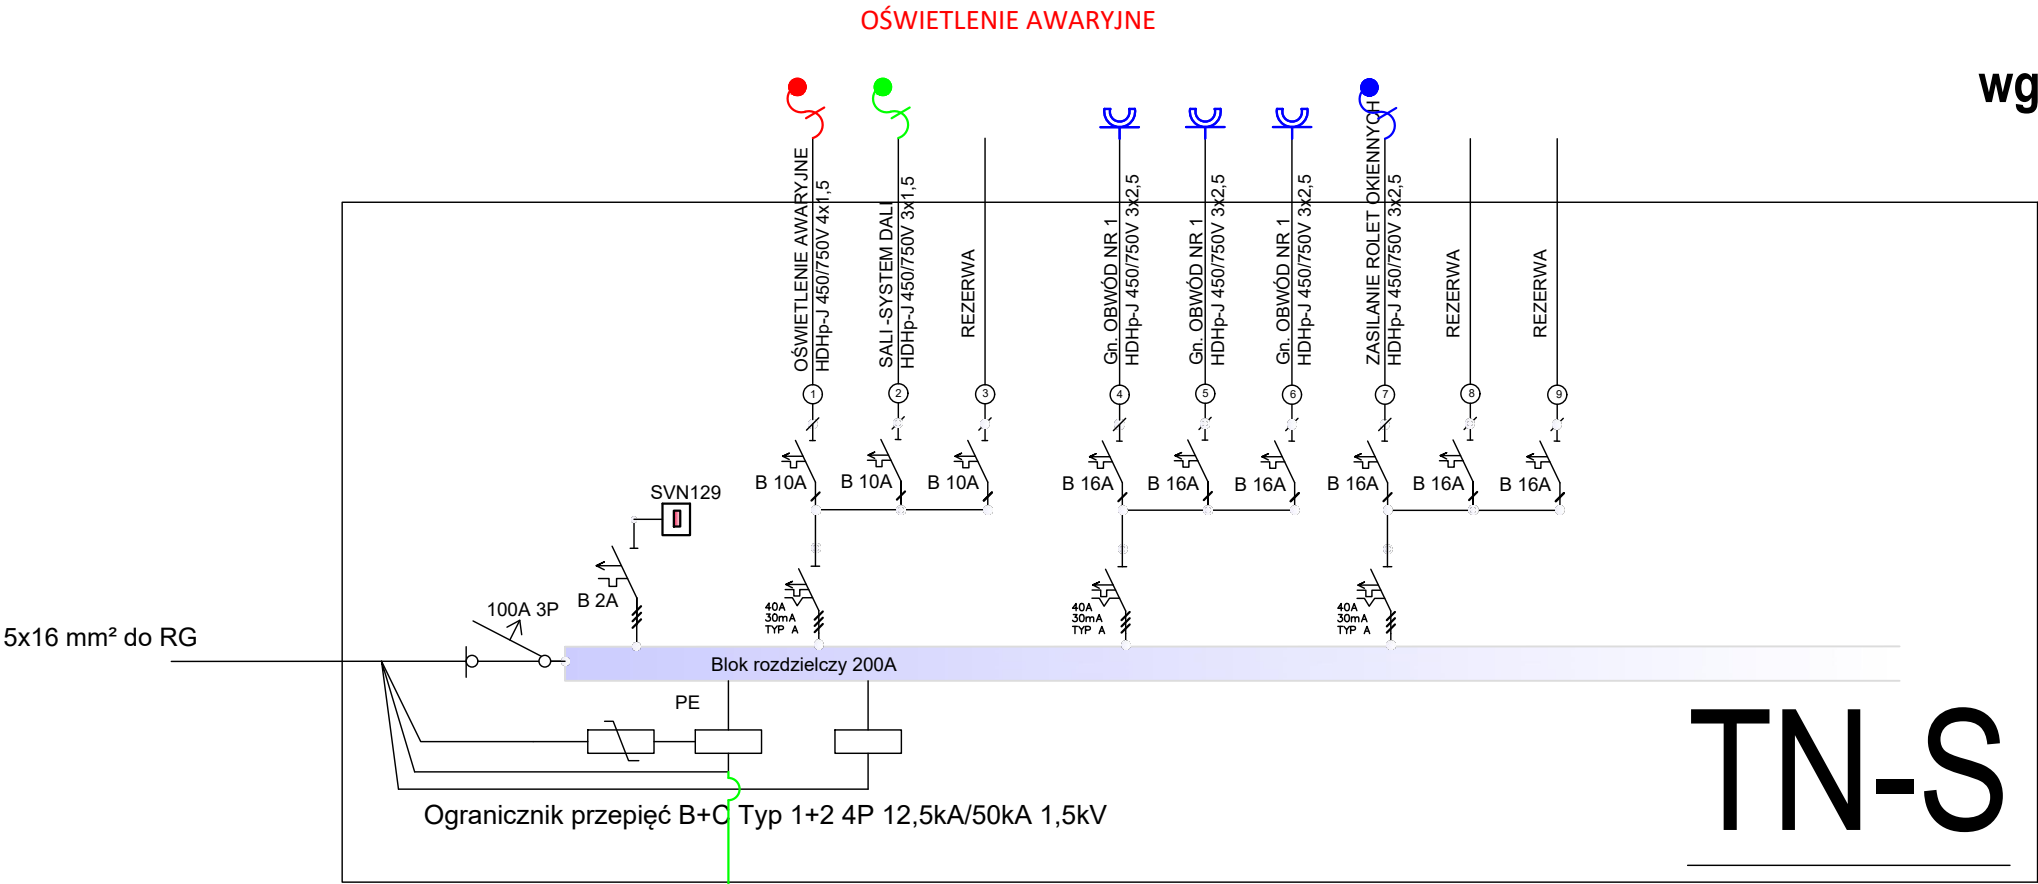 OŚWIETLENIE AWARYJNE
wg
OŚWIETLENIE AWARYJNE
HDHp-J 450/750V 4x1,5
SALI -SYSTEM DALI
HDHp-J 450/750V 3x1,5
REZERWA
Gn. OBWÓD NR 1
HDHp-J 450/750V 3x2,5
Gn. OBWÓD NR 1
HDHp-J 450/750V 3x2,5
Gn. OBWÓD NR 1
HDHp-J 450/750V 3x2,5
ZASILANIE ROLET OKIENNYCH
HDHp-J 450/750V 3x2,5
REZERWA
REZERWA
1 2 3 4 5 6 7 8 9
B 10A B 10A B 10A B 16A B 16A B 16A B 16A B 16A B 16A
SVN129
B 2A
100A 3P
40A
30mA
TYP A
40A
30mA
TYP A
40A
30mA
TYP A
5x16 mm² do RG
Blok rozdzielczy 200A
PE
Ogranicznik przepięć B+C Typ 1+2 4P 12,5kA/50kA 1,5kV
TN-S